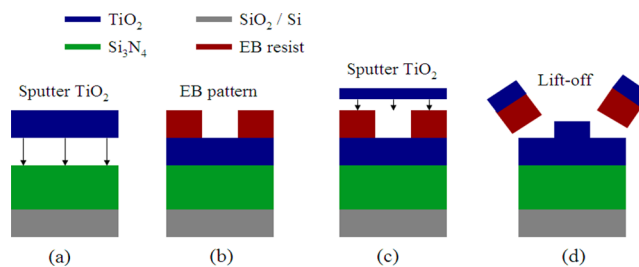 TiO₂
SiO₂ / Si
Si₃N₄
EB resist
Sputter TiO₂
EB pattern
Sputter TiO₂
Lift-off
(a)
(b)
(c)
(d)